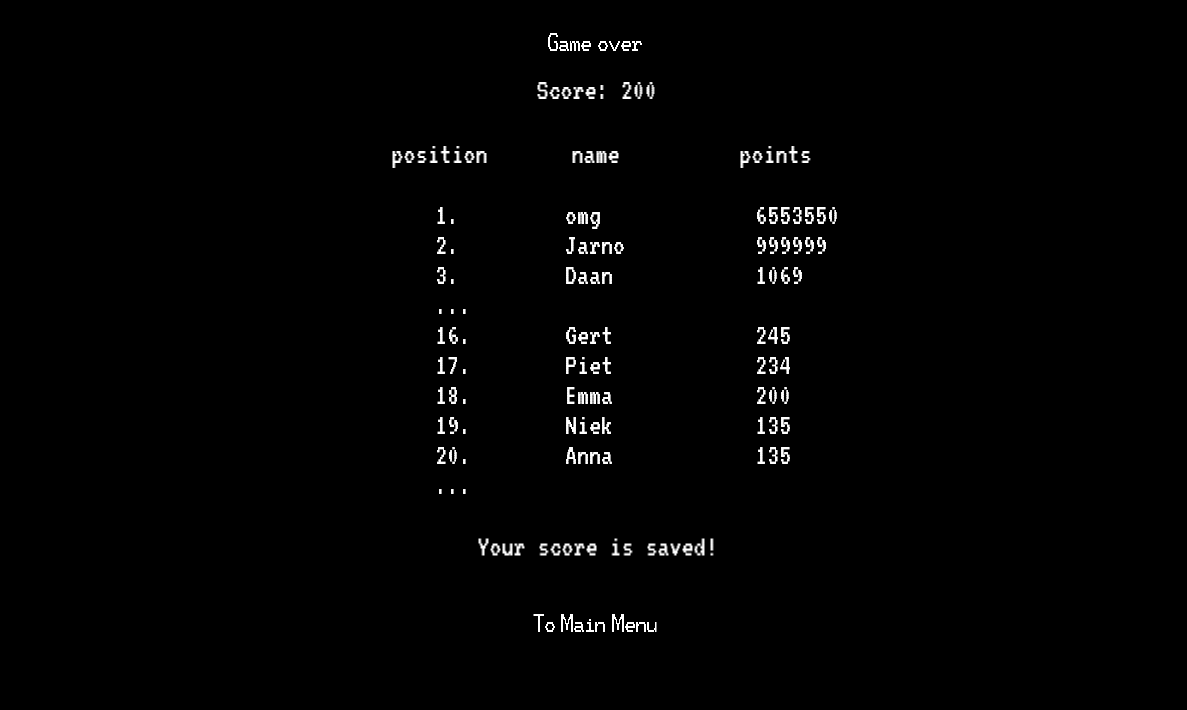 Game over
Score: 200
position name points
1. omg 6553550
2. Jarno 999999
3. Daan 1069
...
16. Gert 245
17. Piet 234
18. Emma 200
19. Niek 135
20. Anna 135
...
Your score is saved!
To Main Menu